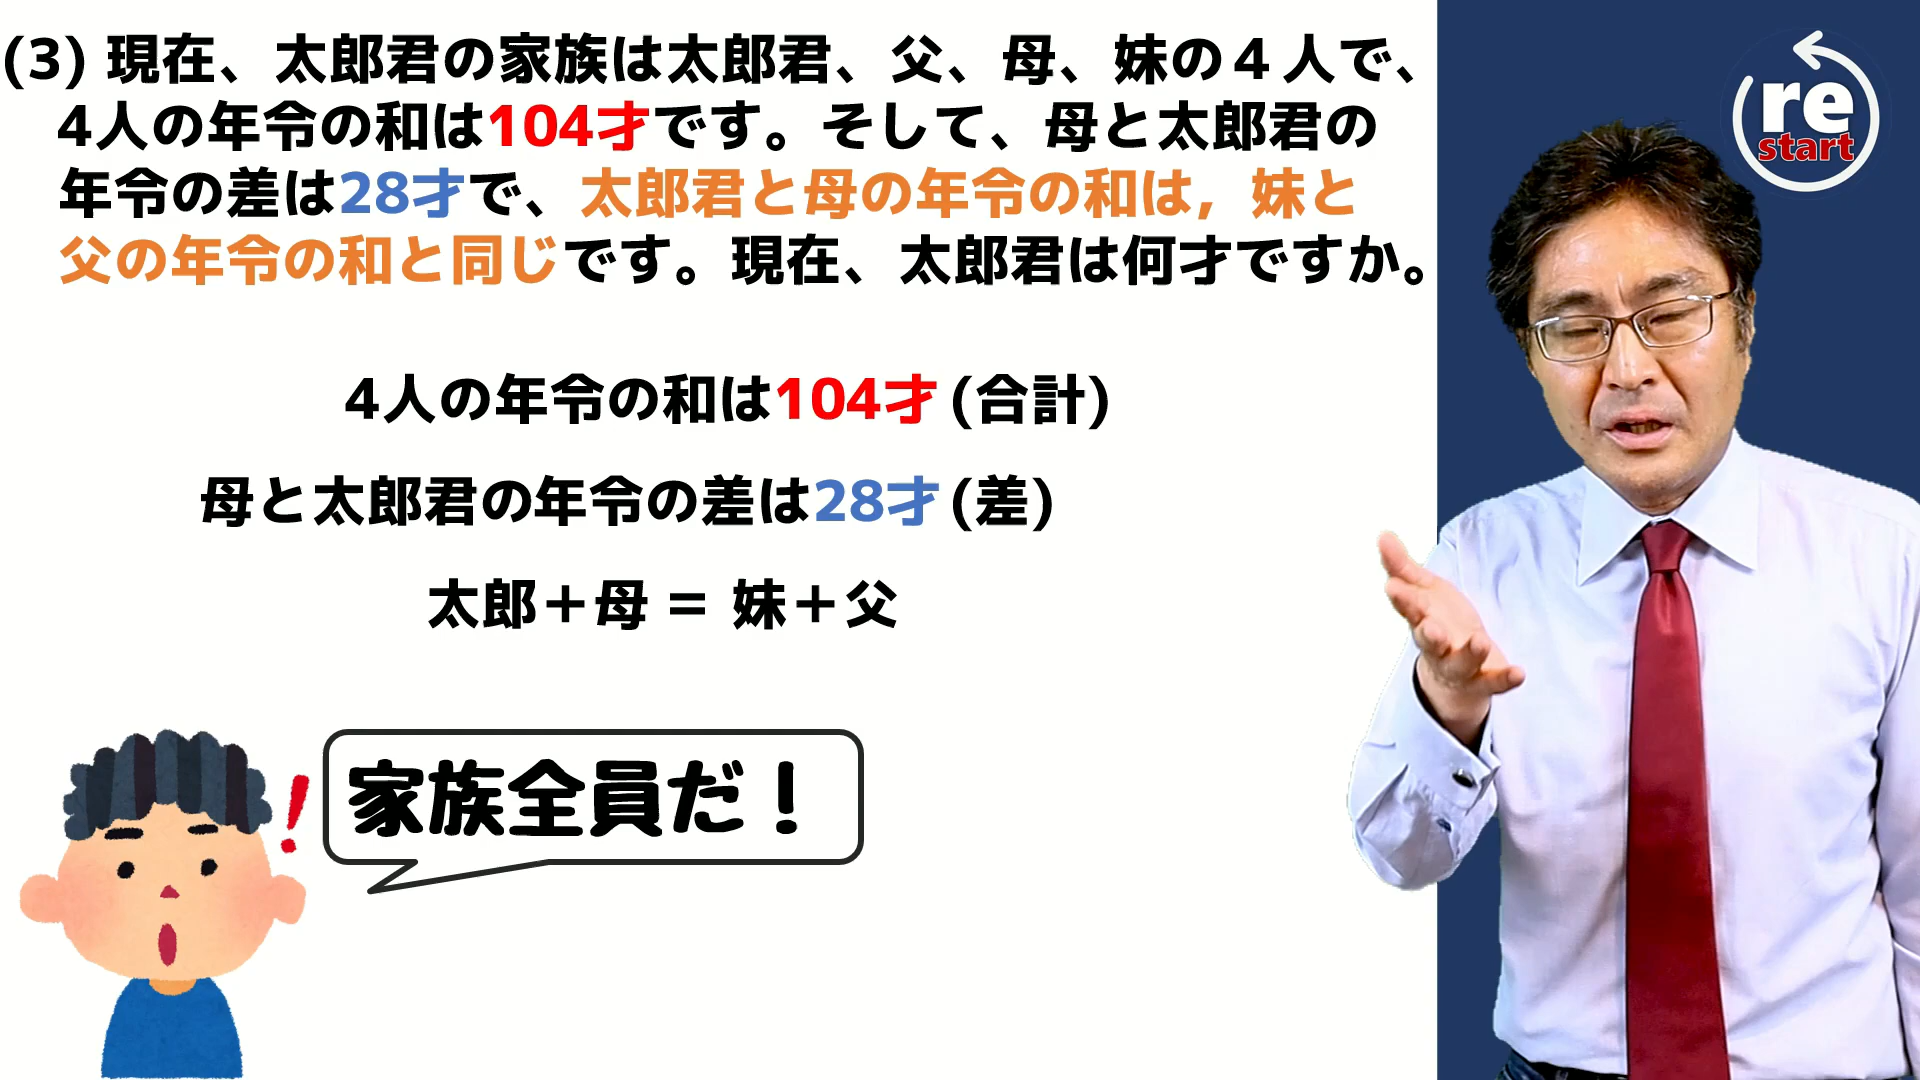 (3) 現在、太郎君の家族は太郎君、父、母、妹の４人で、
4人の年令の和は104才です。そして、母と太郎君の
年令の差は28才で、太郎君と母の年令の和は，妹と
父の年令の和と同じです。現在、太郎君は何才ですか。
re
start
4人の年令の和は104才(合計)
母と太郎君の年令の差は28才(差)
太郎＋母 ＝ 妹＋父
家族全員だ！